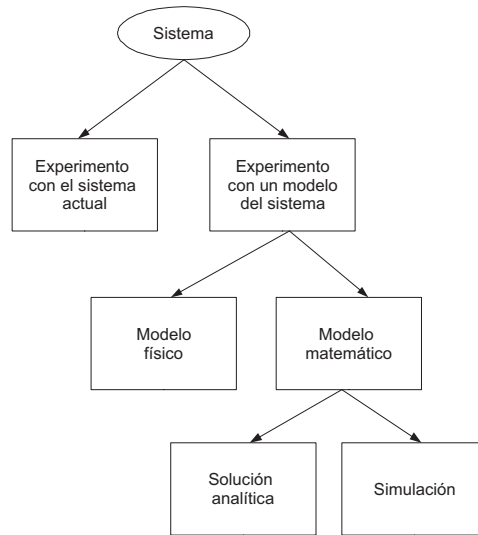 Sistema
Experimento
con el sistema
actual
Experimento
con un modelo
del sistema
Modelo
físico
Modelo
matemático
Solución
analítica
Simulación